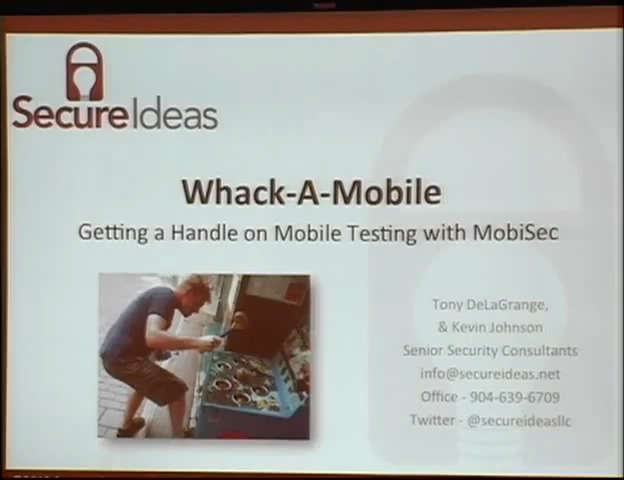 SecureIdeas
Whack-A-Mobile
Getting a Handle on Mobile Testing with MobiSec
Tony DeLaGrange,
& Kevin Johnson
Senior Security Consultants
info@secureideas.net
Office - 904-639-6709
Twitter - @secureideasllc